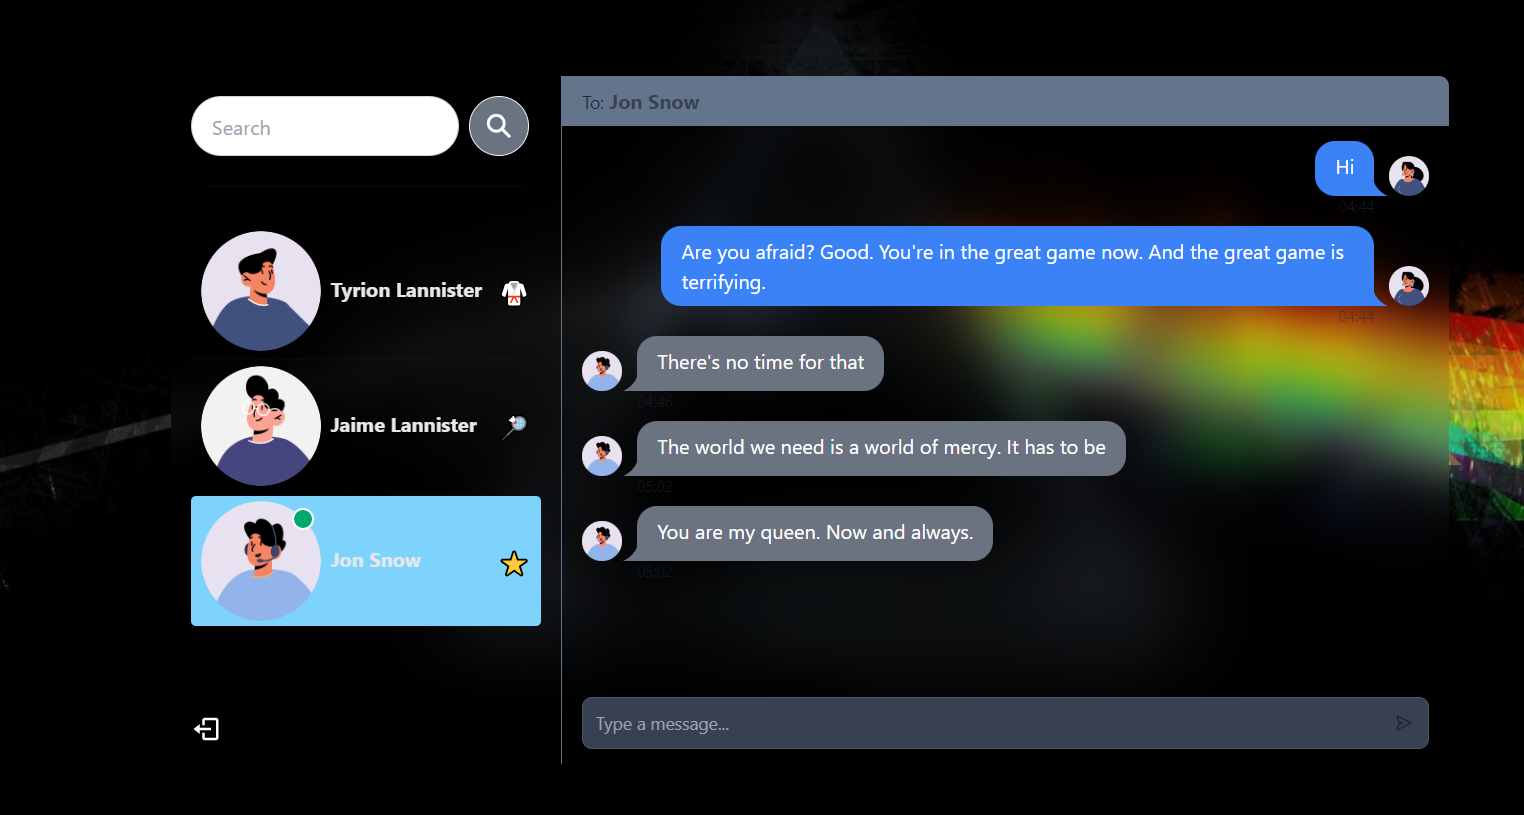 Search
Tyrion Lannister
Jaime Lannister
Jon Snow
To: Jon Snow
Hi
04:44
Are you afraid? Good. You're in the great game now. And the great game is
terrifying.
04:44
There's no time for that
04:46
The world we need is a world of mercy. It has to be
05:02
You are my queen. Now and always.
05:02
Type a message...